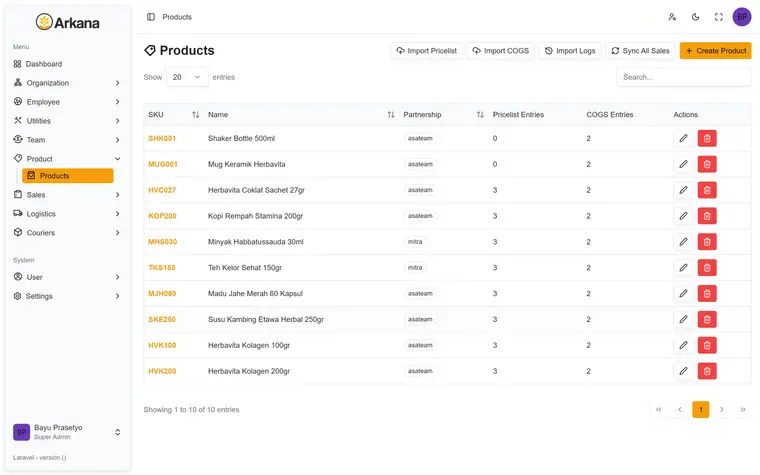 Arkana
Menu
Dashboard
Organization
Employee
Utilities
Team
Product
Products
Sales
Logistics
Couriers
System
User
Settings
BP
Bayu Prasetyo
Super Admin
Laravel - version ()
Products
BP
Products
Import Pricelist
Import COGS
Import Logs
Sync All Sales
Create Product
Show 20 entries
Search...
SKU Name Partnership Pricelist Entries COGS Entries Actions
SHK001 Shaker Bottle 500ml asateam 0 2
MUG001 Mug Keramik Herbavita asateam 0 2
HVC027 Herbavita Coklat Sachet 27gr asateam 3 2
KOP200 Kopi Rempah Stamina 200gr asateam 3 2
MHS030 Minyak Habbatussauda 30ml mitra 3 2
TKS150 Teh Kelor Sehat 150gr mitra 3 2
MJH060 Madu Jahe Merah 60 Kapsul asateam 3 2
SKE250 Susu Kambing Etawa Herbal 250gr asateam 3 2
HVK100 Herbavita Kolagen 100gr asateam 3 2
HVK200 Herbavita Kolagen 200gr asateam 3 2
Showing 1 to 10 of 10 entries
1